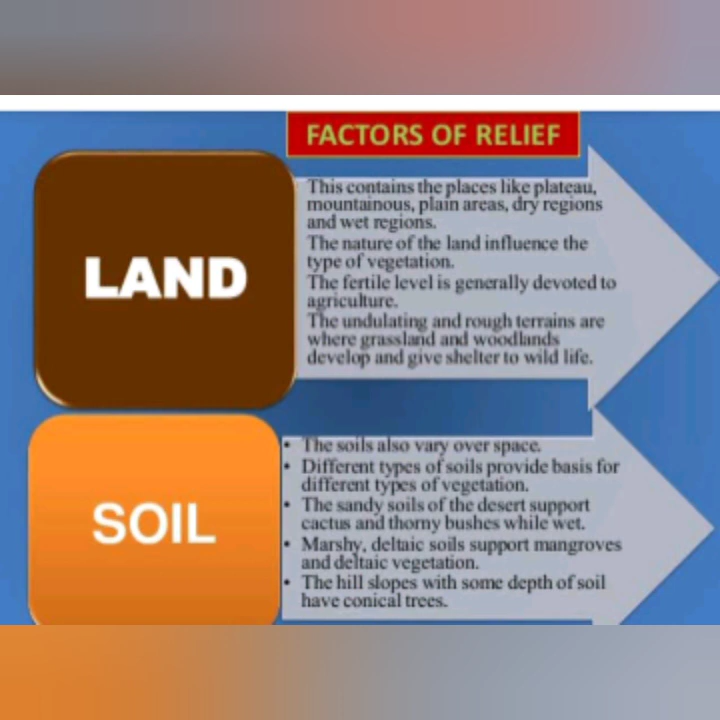 FACTORS OF RELIEF
LAND
This contains the places like plateau,
mountainous, plain areas, dry regions
and wet regions.
The nature of the land influence the
type of vegetation.
The fertile level is generally devoted to
agriculture.
The undulating and rough terrains are
where grassland and woodlands
develop and give shelter to wild life.
SOIL
• The soils also vary over space.
• Different types of soils provide basis for
different types of vegetation.
• The sandy soils of the desert support
cactus and thorny bushes while wet.
• Marshy, deltaic soils support mangroves
and deltaic vegetation.
• The hill slopes with some depth of soil
have conical trees.